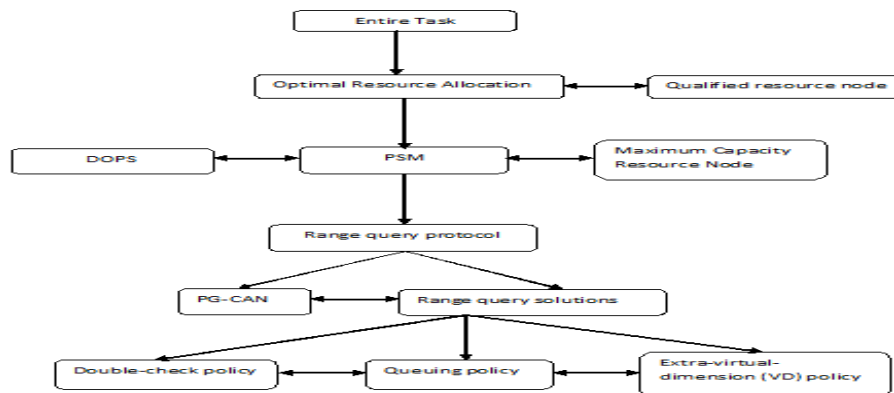 Entire Task
Optimal Resource Allocation
Qualified resource node
DOPS
PSM
Maximum Capacity
Resource Node
Range query protocol
PG-CAN
Range query solutions
Double-check policy
Queuing policy
Extra-virtual-
dimension (VD) policy